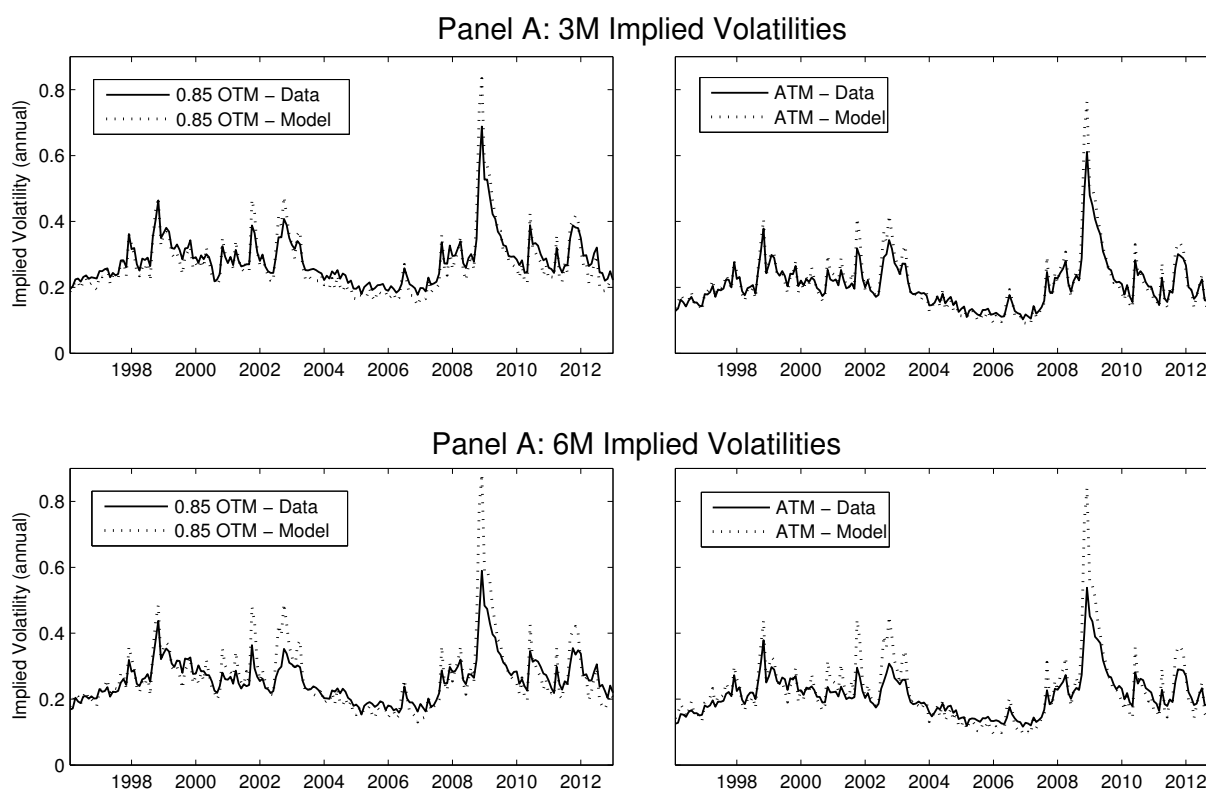 Panel A: 3M Implied Volatilities
Implied Volatility (annual)
0.8
0.6
0.4
0.2
0
0.85 OTM − Data
0.85 OTM − Model
1998 2000 2002 2004 2006 2008 2010 2012
ATM − Data
ATM − Model
1998 2000 2002 2004 2006 2008 2010 2012
Panel A: 6M Implied Volatilities
Implied Volatility (annual)
0.8
0.6
0.4
0.2
0
0.85 OTM − Data
0.85 OTM − Model
1998 2000 2002 2004 2006 2008 2010 2012
ATM − Data
ATM − Model
1998 2000 2002 2004 2006 2008 2010 2012